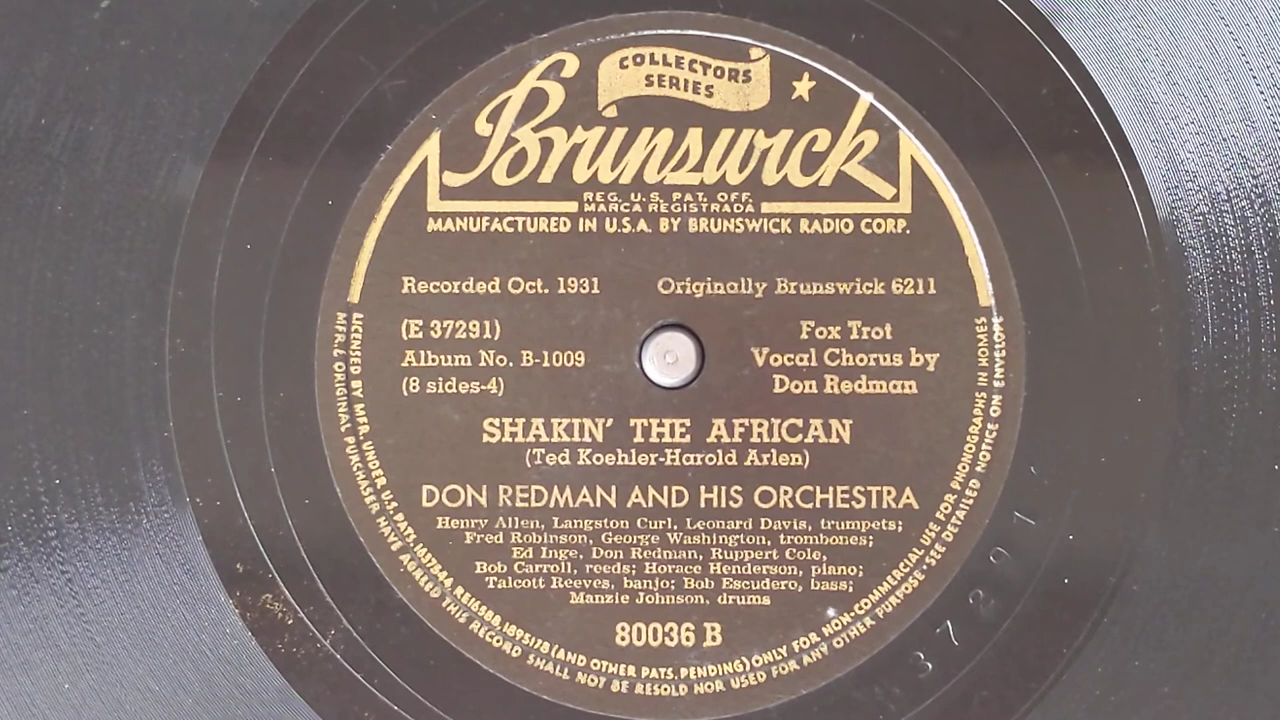 COLLECTORS
SERIES
Brunswick
REG. U.S. PAT. OFF.
MARCA REGISTRADA
MANUFACTURED IN U.S.A. BY BRUNSWICK RADIO CORP.
Recorded Oct. 1931 Originally Brunswick 6211
(E 37291) Fox Trot
Album No. B-1009 Vocal Chorus by
(8 sides-4) Don Redman
SHAKIN' THE AFRICAN
(Ted Koehler-Harold Arlen)
DON REDMAN AND HIS ORCHESTRA
Henry Allen, Langston Curl, Leonard Davis, trumpets;
Fred Robinson, George Washington, trombones;
Ed Inge, Don Redman, Ruppert Cole,
Bob Carroll, reeds; Horace Henderson, piano;
Talcott Reeves, banjo; Bob Escudero, bass;
Manzie Johnson, drums
80036 B
LICENSED BY MFR. UNDER U.S. PATS. 1637544, RE16588, 1895178 (AND OTHER PATS. PENDING) ONLY FOR NON-COMMERCIAL USE FOR PHONOGRAPHS IN HOMES
MFR. & ORIGINAL PURCHASER HAVE AGREED THIS RECORD SHALL NOT BE RESOLD NOR USED FOR ANY OTHER PURPOSE · SEE DETAILED NOTICE ON ENVELOPE
37291